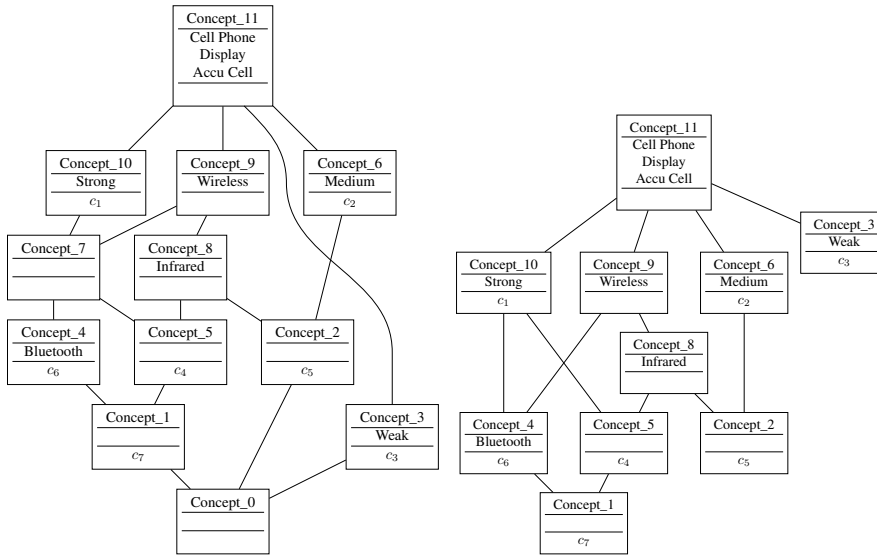 Concept_11
Cell Phone
Display
Accu Cell
Concept_10
Strong
c₁
Concept_9
Wireless
Concept_6
Medium
c₂
Concept_7
Concept_8
Infrared
Concept_4
Bluetooth
c₆
Concept_5
c₄
Concept_2
c₅
Concept_1
c₇
Concept_3
Weak
c₃
Concept_0
Concept_11
Cell Phone
Display
Accu Cell
Concept_3
Weak
c₃
Concept_10
Strong
c₁
Concept_9
Wireless
Concept_6
Medium
c₂
Concept_8
Infrared
Concept_4
Bluetooth
c₆
Concept_5
c₄
Concept_2
c₅
Concept_1
c₇